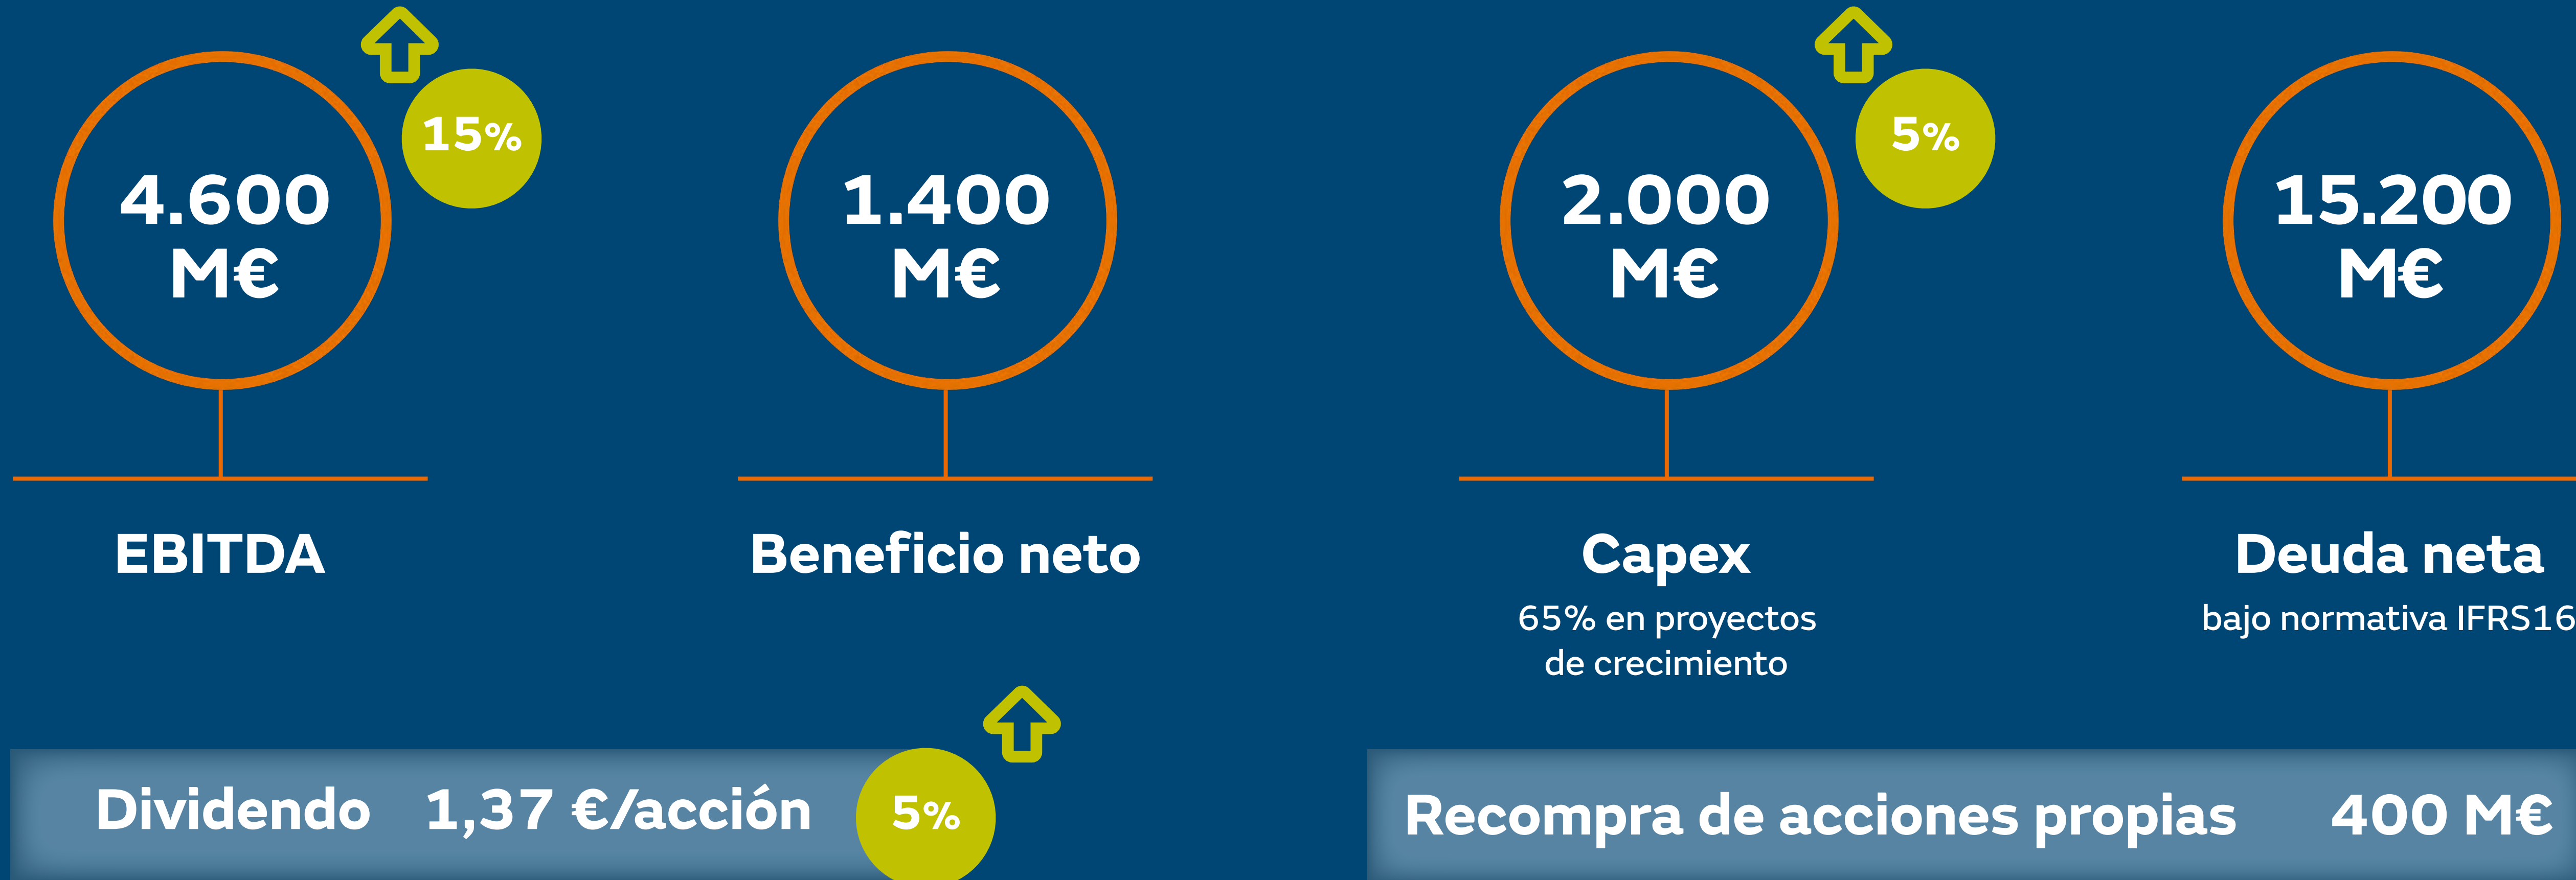 4.600
M€
15%
EBITDA
1.400
M€
Beneficio neto
2.000
M€
5%
Capex
65% en proyectos
de crecimiento
15.200
M€
Deuda neta
bajo normativa IFRS16
Dividendo 1,37 €/acción 5%
Recompra de acciones propias 400 M€